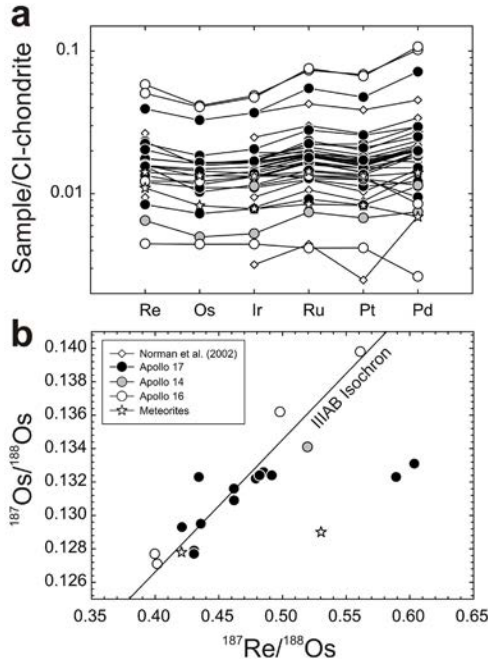 a
Sample/CI-chondrite
0.1
0.01
Re Os Ir Ru Pt Pd
b
¹⁸⁷Os/¹⁸⁸Os
0.140
0.138
0.136
0.134
0.132
0.130
0.128
0.126
Norman et al. (2002)
Apollo 17
Apollo 14
Apollo 16
Meteorites
IIIAB Isochron
0.35 0.40 0.45 0.50 0.55 0.60 0.65
¹⁸⁷Re/¹⁸⁸Os